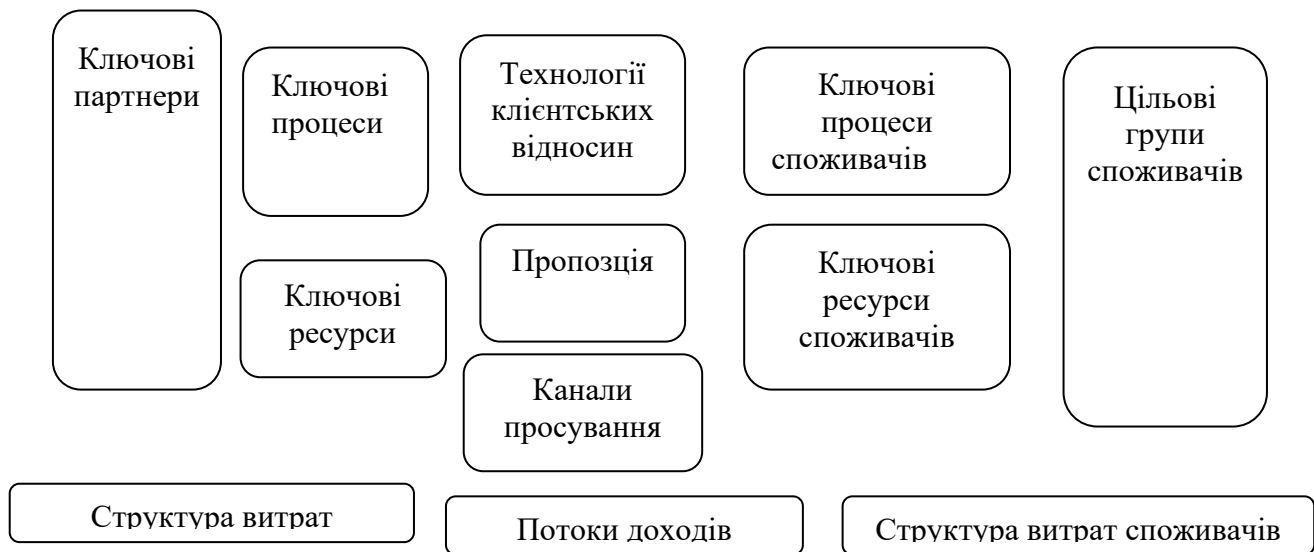 Ключові
партнери
Ключові
процеси
Ключові
ресурси
Технології
клієнтських
відносин
Пропозція
Канали
просування
Ключові
процеси
споживачів
Ключові
ресурси
споживачів
Цільові
групи
споживачів
Структура витрат
Потоки доходів
Структура витрат споживачів